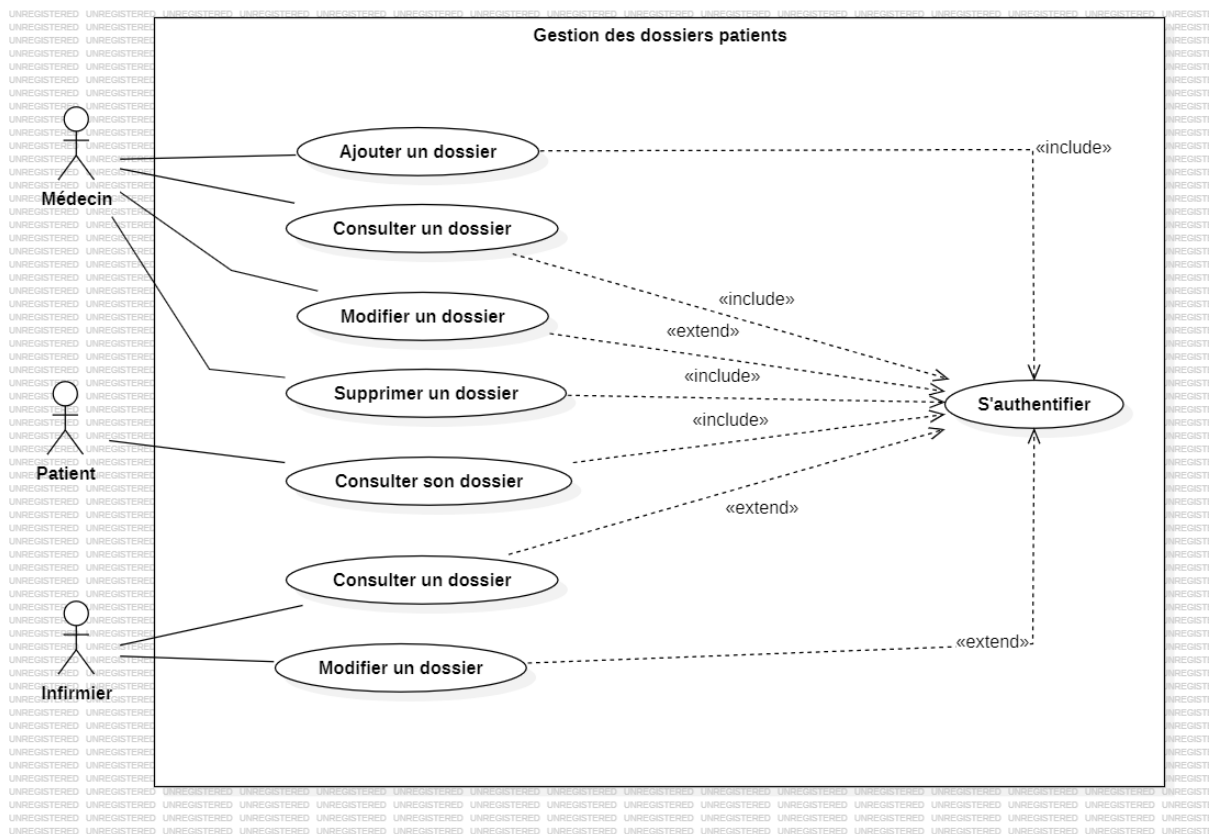 Gestion des dossiers patients
Ajouter un dossier
«include»
Médecin
Consulter un dossier
«include»
Modifier un dossier
«extend»
«include»
Supprimer un dossier
S'authentifier
«include»
Patient
Consulter son dossier
«extend»
Consulter un dossier
«extend»
Modifier un dossier
Infirmier
UNREGISTERED